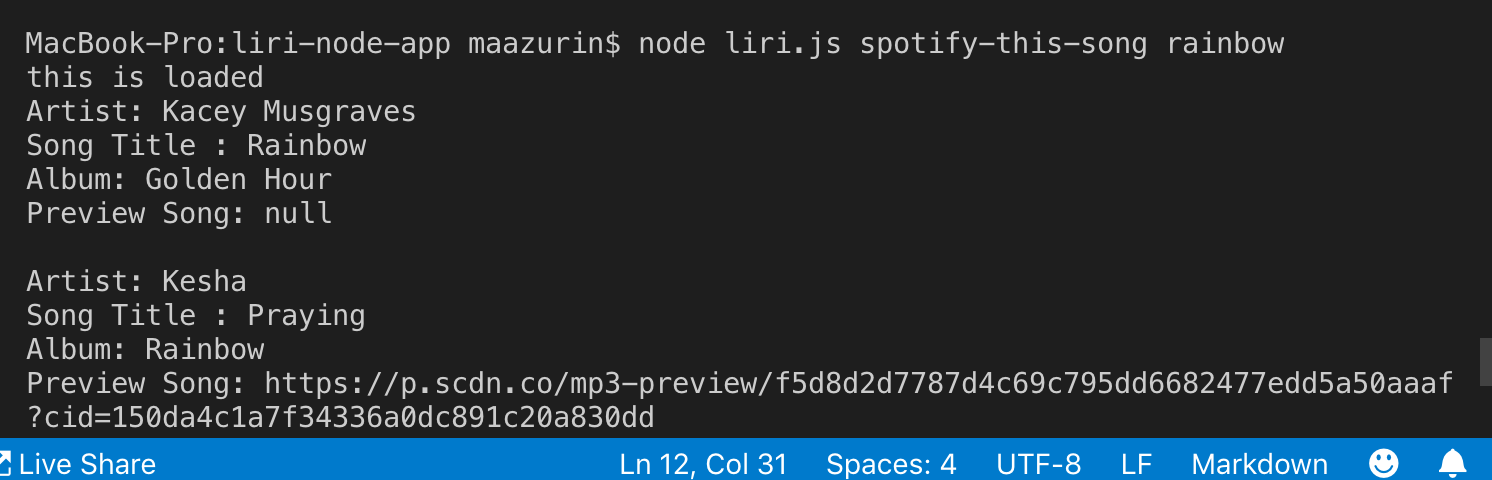 MacBook-Pro:liri-node-app maazurin$ node liri.js spotify-this-song rainbow
this is loaded
Artist: Kacey Musgraves
Song Title : Rainbow
Album: Golden Hour
Preview Song: null
Artist: Kesha
Song Title : Praying
Album: Rainbow
Preview Song: https://p.scdn.co/mp3-preview/f5d8d2d7787d4c69c795dd6682477edd5a50aaaf
?cid=150da4c1a7f34336a0dc891c20a830dd
Live Share Ln 12, Col 31 Spaces: 4 UTF-8 LF Markdown